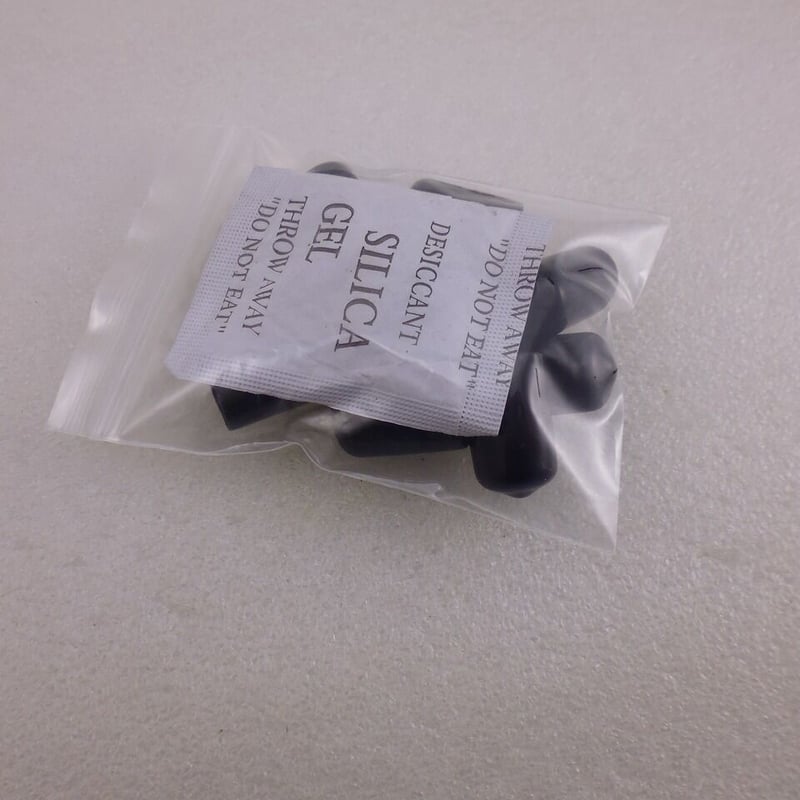 "DO NOT EAT"
THROW AWAY
SILICA
GEL
DESICCANT
"DO NOT EAT"
THROW AWAY